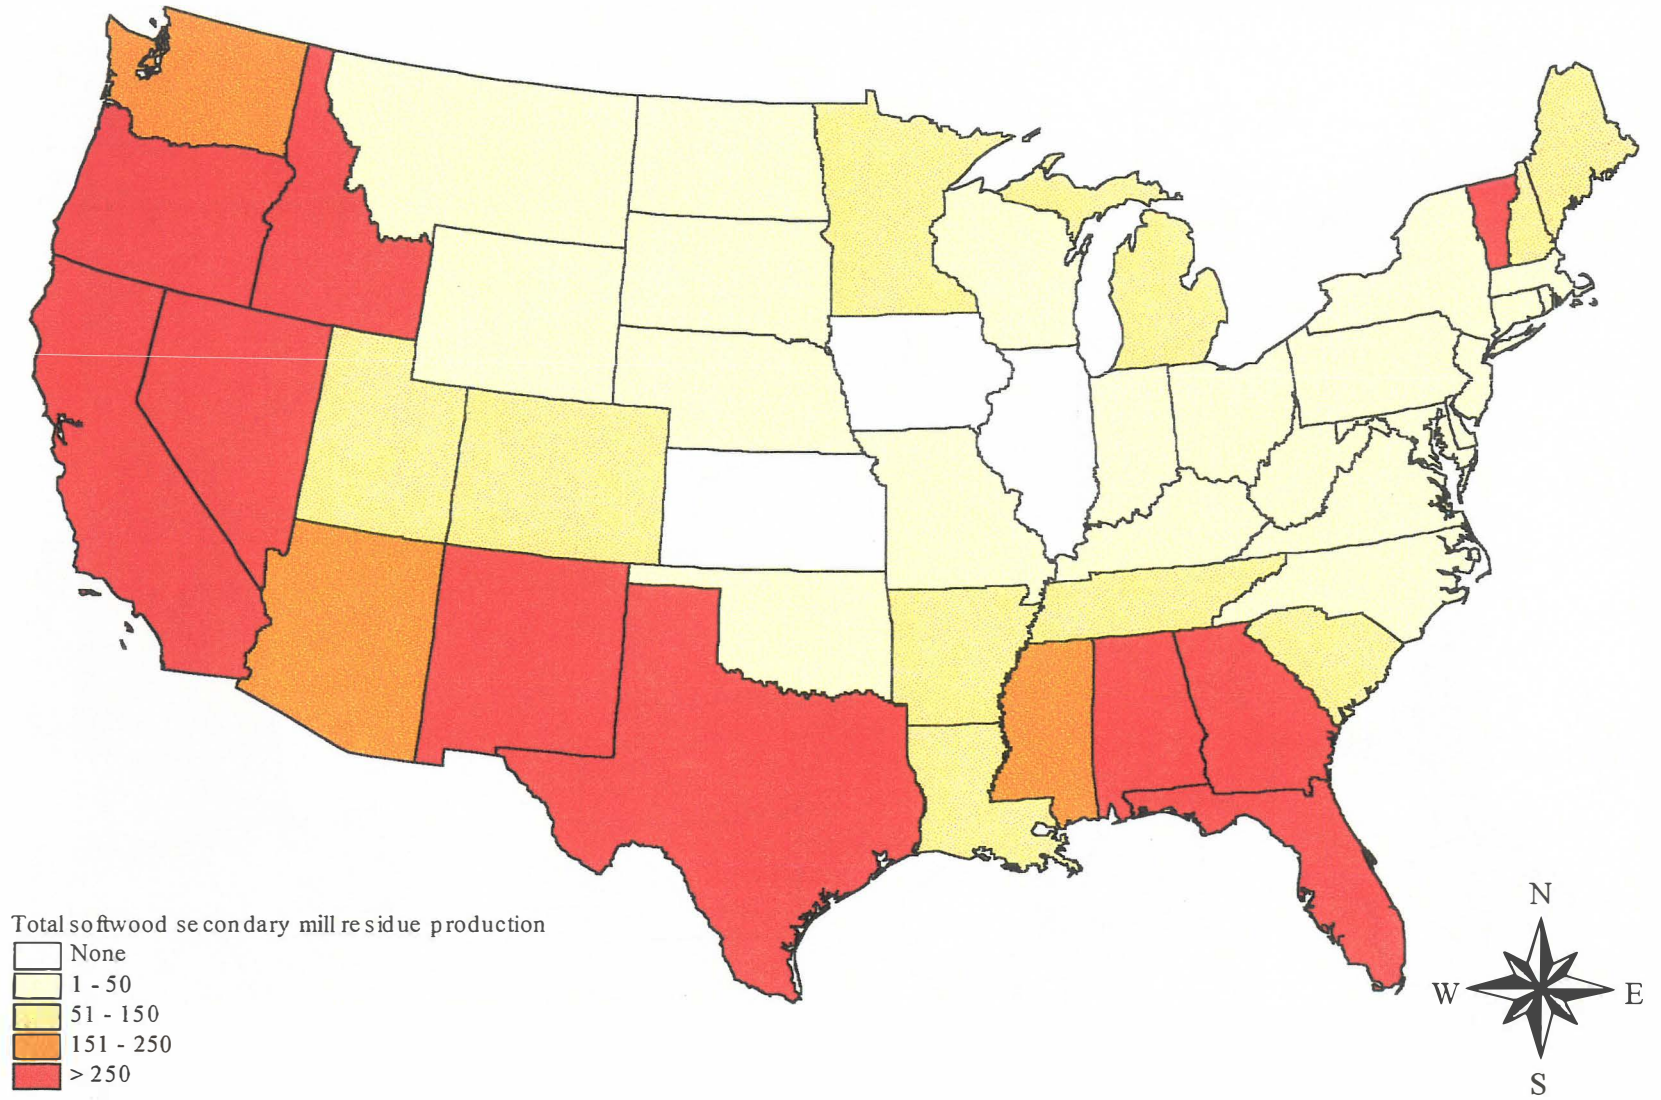 Total softwood secondary mill residue production
None
1 - 50
51 - 150
151 - 250
> 250
N
W E
S